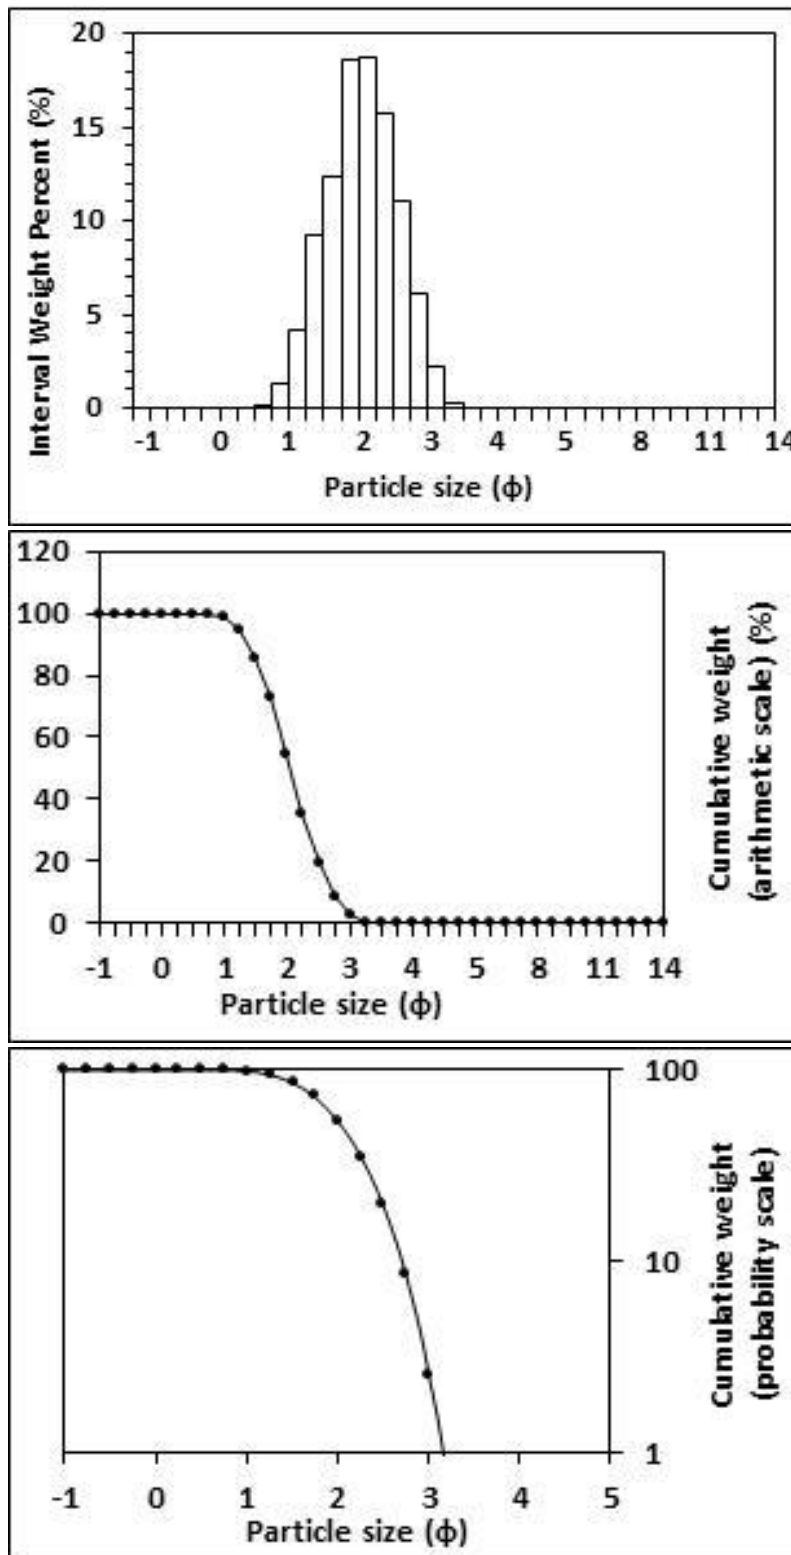 Interval Weight Percent (%)
20
15
10
5
0
-1 0 1 2 3 4 5 8 11 14
Particle size (ϕ)
120
100
80
60
40
20
0
-1 0 1 2 3 4 5 8 11 14
Particle size (ϕ)
Cumulative weight
(arithmetic scale) (%)
100
10
1
-1 0 1 2 3 4 5
Particle size (ϕ)
Cumulative weight
(probability scale)